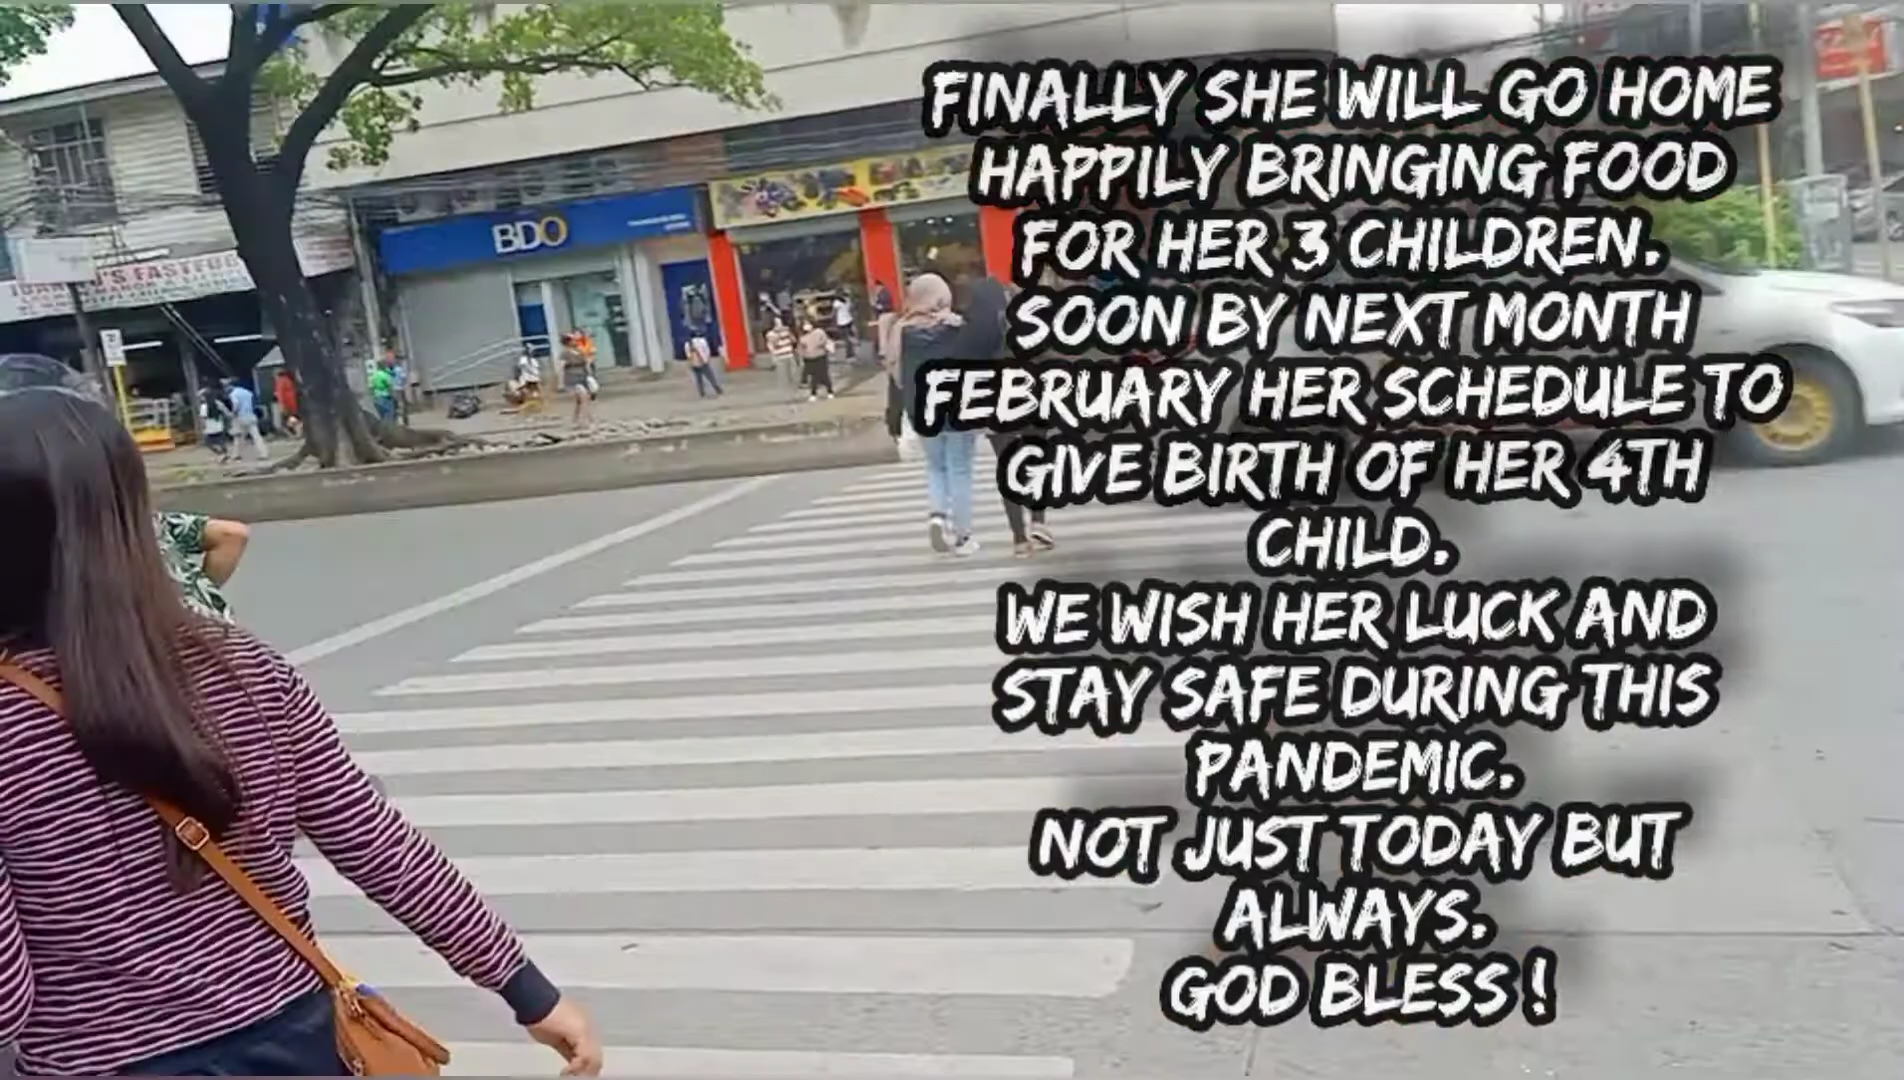 FINALLY SHE WILL GO HOME
HAPPILY BRINGING FOOD
FOR HER 3 CHILDREN.
SOON BY NEXT MONTH
FEBRUARY HER SCHEDULE TO
GIVE BIRTH OF HER 4TH
CHILD.
WE WISH HER LUCK AND
STAY SAFE DURING THIS
PANDEMIC.
NOT JUST TODAY BUT
ALWAYS.
GOD BLESS !
BDO